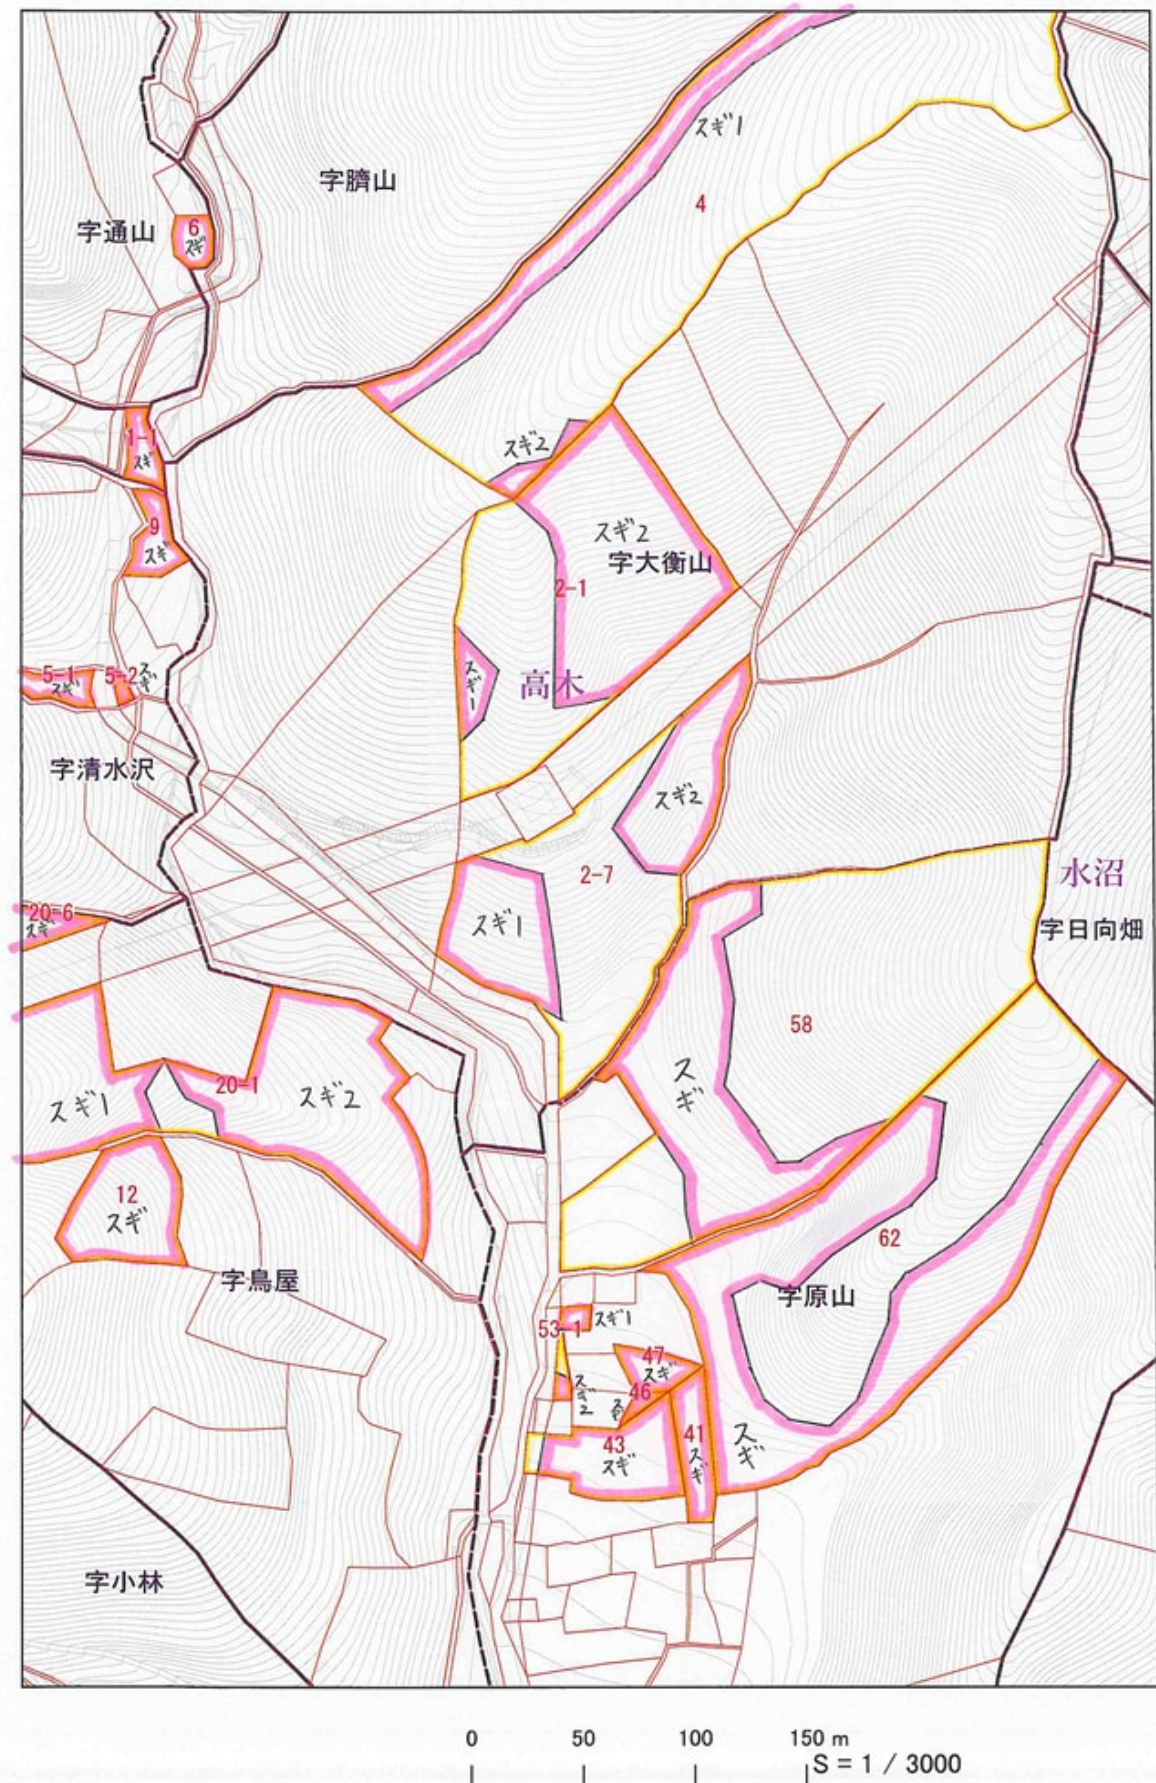 スギ1
字臍山
4
字通山
6
スギ
1-1
スギ
スギ2
9
スギ
スギ2
字大衡山
2-1
5-1
スギ
5-2
スギ
スギ1
高木
字清水沢
スギ2
2-7
水沼
20-6
スギ
スギ1
字日向畑
58
スギ
20-1
スギ1
スギ2
12
スギ
62
字鳥屋
字原山
53-1
スギ1
47
スギ
スギ2
46
スギ
43
スギ
41
スギ
スギ
字小林
0 50 100 150 m
S = 1 / 3000